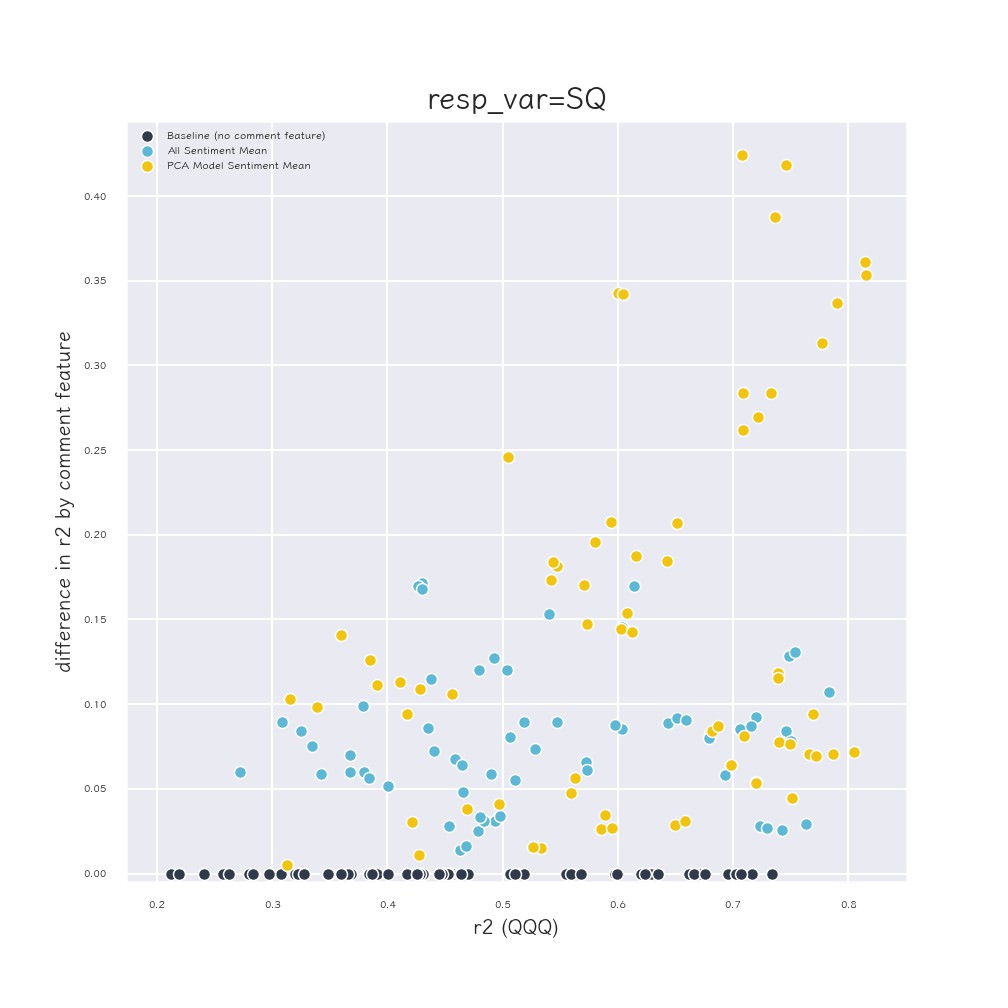 resp_var=SQ
Baseline (no comment feature)
All Sentiment Mean
PCA Model Sentiment Mean
difference in r2 by comment feature
0.40
0.35
0.30
0.25
0.20
0.15
0.10
0.05
0.00
0.2 0.3 0.4 0.5 0.6 0.7 0.8
r2 (QQQ)